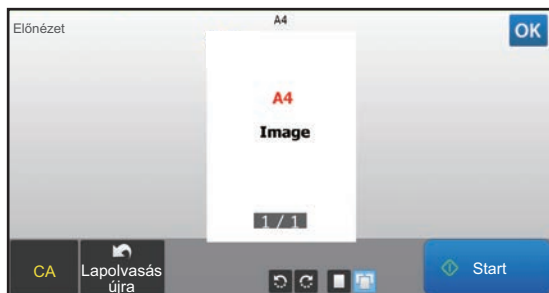 Előnézet
A4
OK
A4
Image
1 / 1
CA
Lapolvasás
újra
Start